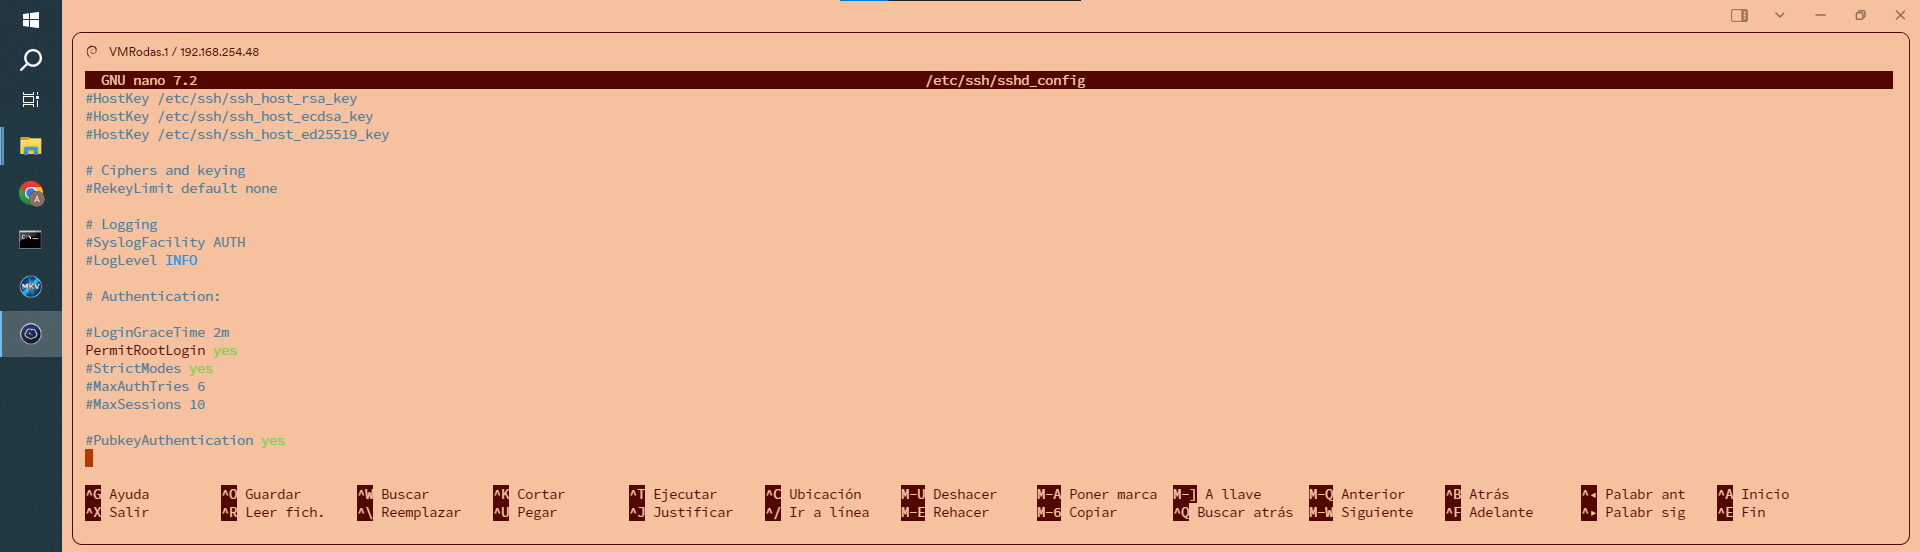 VMRodas.1 / 192.168.254.48
GNU nano 7.2 /etc/ssh/sshd_config
#HostKey /etc/ssh/ssh_host_rsa_key
#HostKey /etc/ssh/ssh_host_ecdsa_key
#HostKey /etc/ssh/ssh_host_ed25519_key
# Ciphers and keying
#RekeyLimit default none
# Logging
#SyslogFacility AUTH
#LogLevel INFO
# Authentication:
#LoginGraceTime 2m
PermitRootLogin yes
#StrictModes yes
#MaxAuthTries 6
#MaxSessions 10
#PubkeyAuthentication yes
^G Ayuda ^O Guardar ^W Buscar ^K Cortar ^T Ejecutar ^C Ubicación M-U Deshacer M-A Poner marca M-] A llave M-Q Anterior ^B Atrás ^◂ Palabr ant ^A Inicio
^X Salir ^R Leer fich. ^\ Reemplazar ^U Pegar ^J Justificar ^/ Ir a línea M-E Rehacer M-6 Copiar ^Q Buscar atrás M-W Siguiente ^F Adelante ^▸ Palabr sig ^E Fin
A
MKV